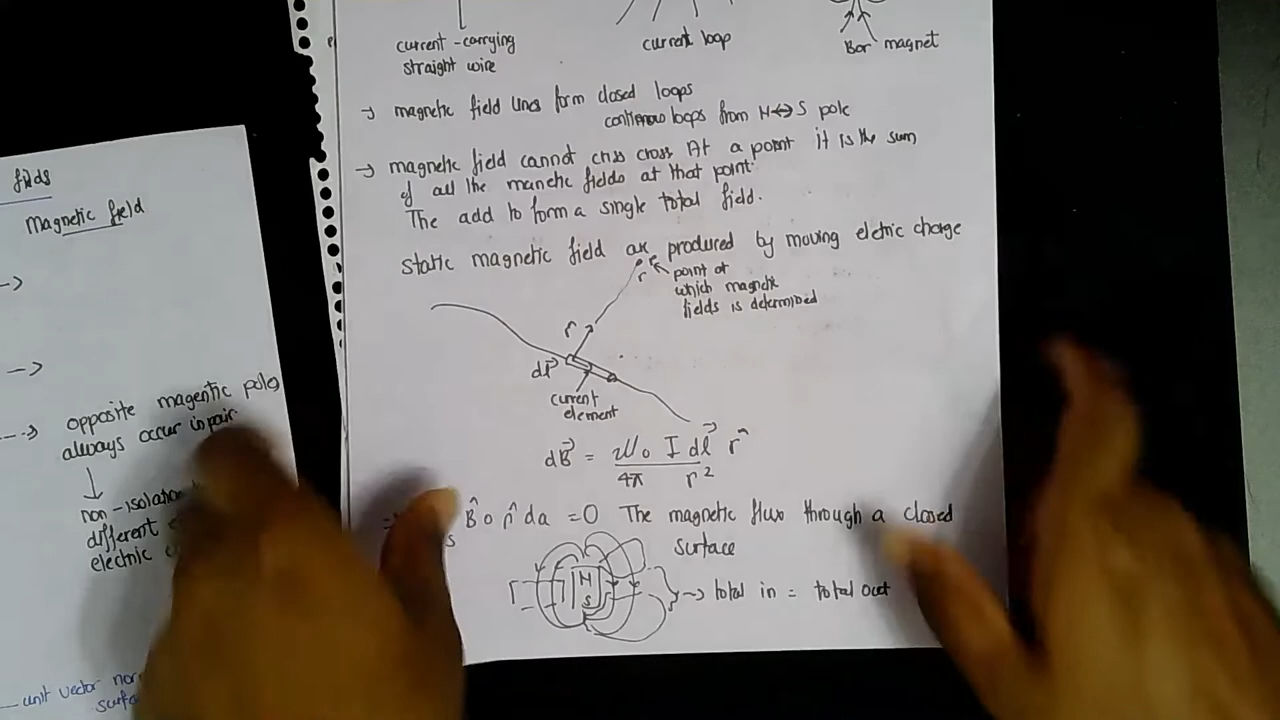 fields
Magnetic field
->
->
--->
opposite magentic poles
always occur in pair
non-isolation
different
electric
unit vector nor
surfa
current-carrying
straight wire
current loop
Bar magnet
-> magnetic field lines form closed loops
continuous loops from N<->S pole
-> magnetic field cannot criss cross At a point it is the sum
of all the manetic fields at that point
The add to form a single total field.
static magnetic field are produced by moving eletric charge
r
point at
which magnetic
fields is determined
r
dl⃗
current
element
dB⃗ = μ₀ I dl⃗ r̂ / 4π r²
S
B̂ o n̂ da = 0 The magnetic flux through a closed
surface
N
S
~> total in = total out